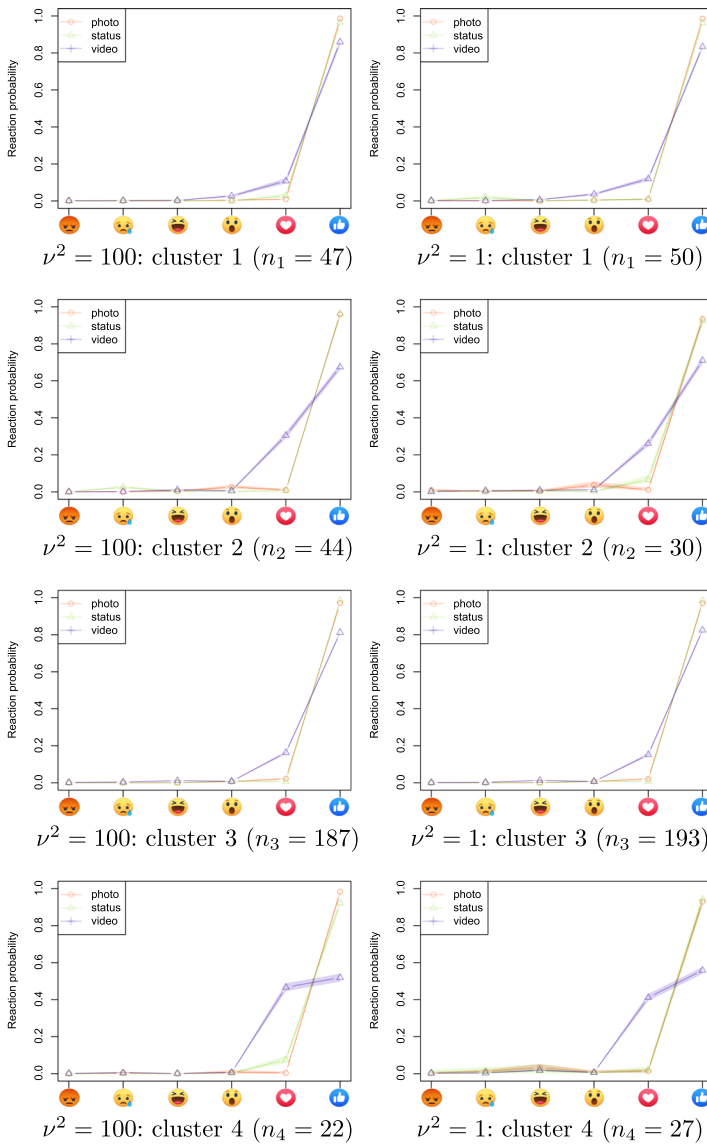 Reaction probability
0.0 0.2 0.4 0.6 0.8 1.0
photo
status
video
ν² = 100: cluster 1 (n₁ = 47)
Reaction probability
0.0 0.2 0.4 0.6 0.8 1.0
photo
status
video
ν² = 1: cluster 1 (n₁ = 50)
Reaction probability
0.0 0.2 0.4 0.6 0.8 1.0
photo
status
video
ν² = 100: cluster 2 (n₂ = 44)
Reaction probability
0.0 0.2 0.4 0.6 0.8 1.0
photo
status
video
ν² = 1: cluster 2 (n₂ = 30)
Reaction probability
0.0 0.2 0.4 0.6 0.8 1.0
photo
status
video
ν² = 100: cluster 3 (n₃ = 187)
Reaction probability
0.0 0.2 0.4 0.6 0.8 1.0
photo
status
video
ν² = 1: cluster 3 (n₃ = 193)
Reaction probability
0.0 0.2 0.4 0.6 0.8 1.0
photo
status
video
ν² = 100: cluster 4 (n₄ = 22)
Reaction probability
0.0 0.2 0.4 0.6 0.8 1.0
photo
status
video
ν² = 1: cluster 4 (n₄ = 27)